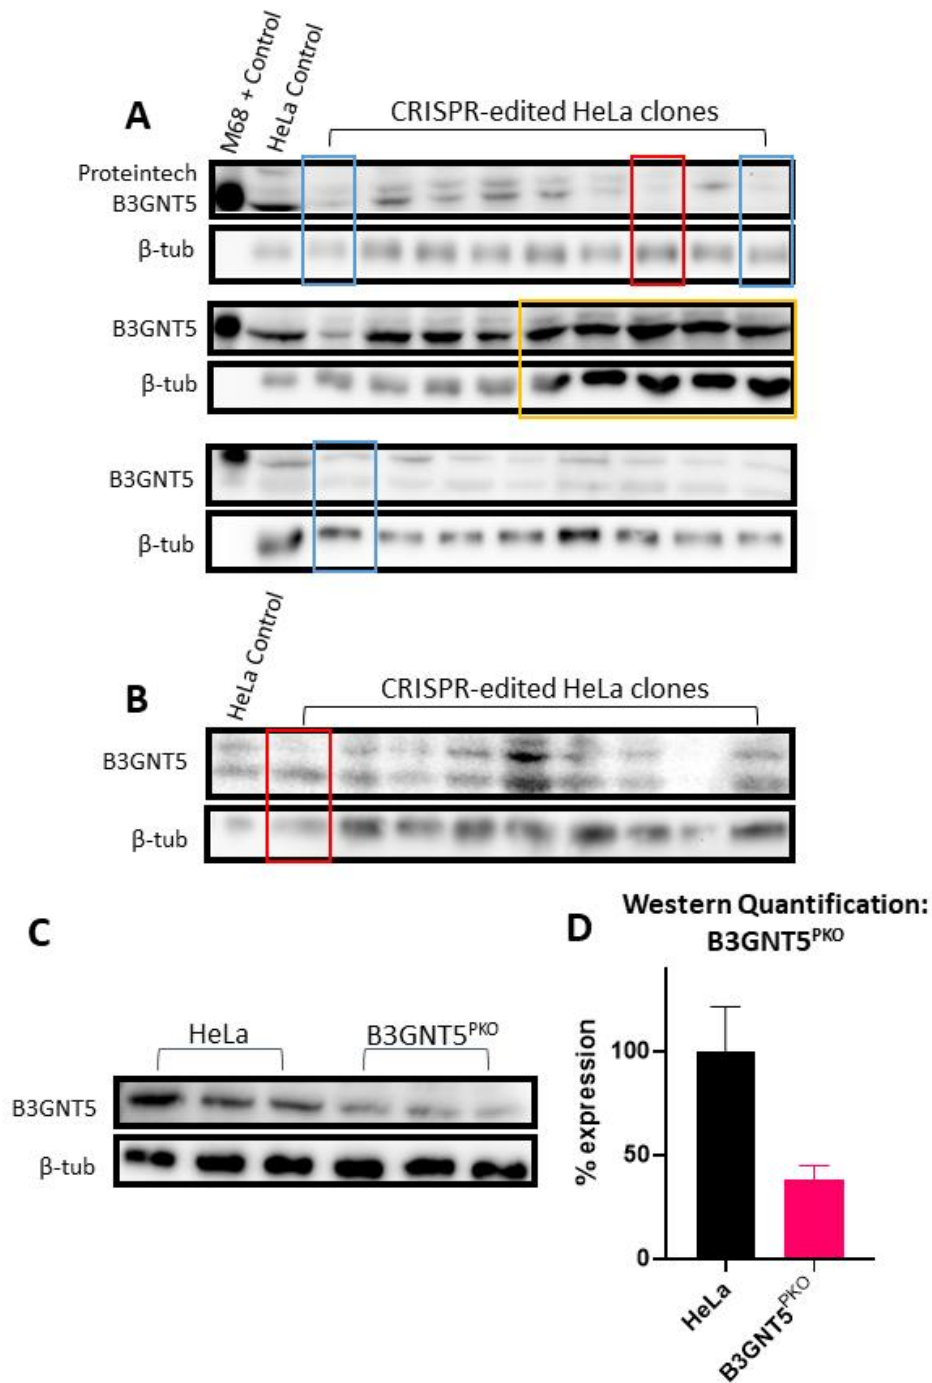 A
M68 + Control
HeLa Control
CRISPR-edited HeLa clones
Proteintech
B3GNT5
β-tub
B3GNT5
β-tub
B3GNT5
β-tub
B
HeLa Control
CRISPR-edited HeLa clones
B3GNT5
β-tub
C
HeLa
B3GNT5PKO
B3GNT5
β-tub
D
Western Quantification:
B3GNT5PKO
% expression
100
50
0
HeLa
B3GNT5PKO